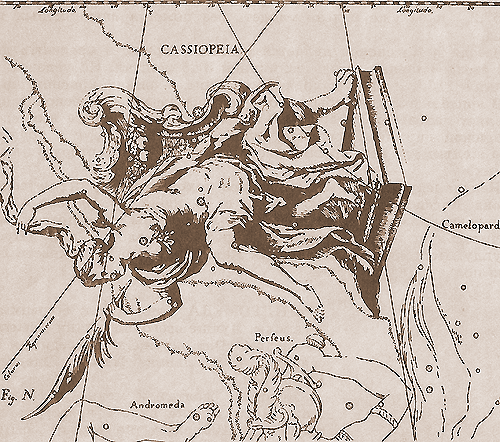 Longitudo.
Longitudo.
CASSIOPEIA
Camelopard
Perseus.
Fig. N
Andromeda